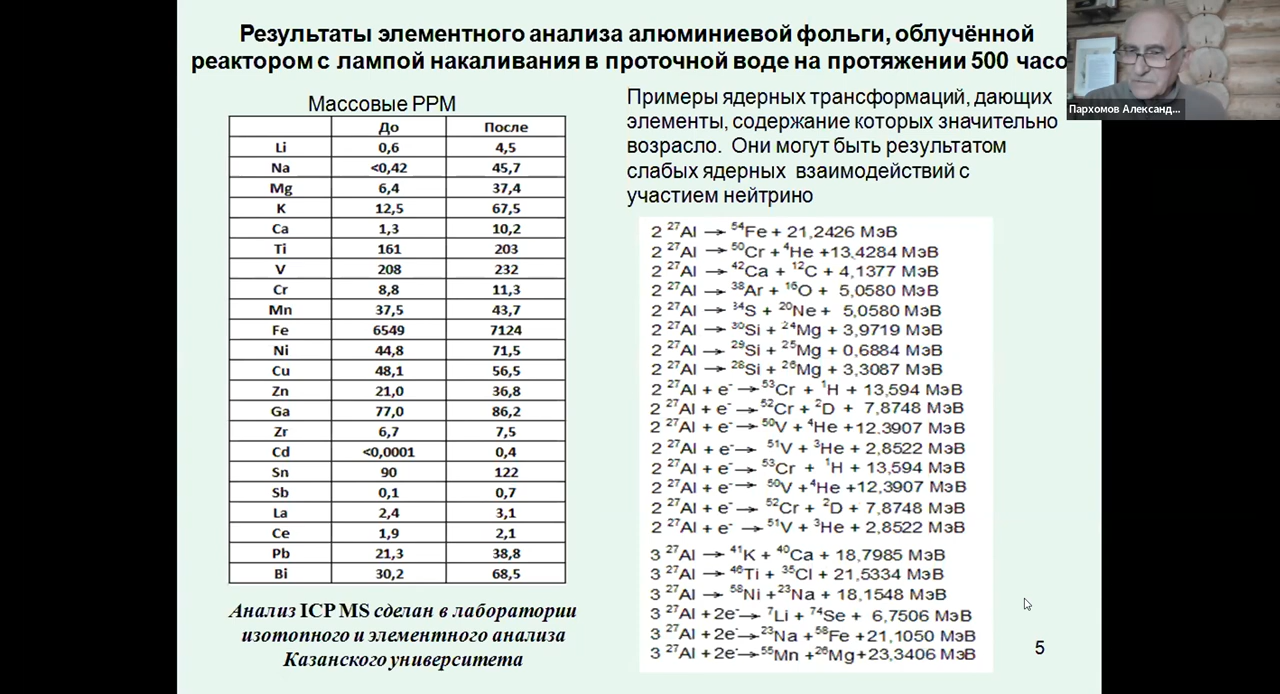 Результаты элементного анализа алюминиевой фольги, облучённой
реактором с лампой накаливания в проточной воде на протяжении 500 часо
Пархомов Александ...
Массовые РРМ
До После
Li 0,6 4,5
Na <0,42 45,7
Mg 6,4 37,4
K 12,5 67,5
Ca 1,3 10,2
Ti 161 203
V 208 232
Cr 8,8 11,3
Mn 37,5 43,7
Fe 6549 7124
Ni 44,8 71,5
Cu 48,1 56,5
Zn 21,0 36,8
Ga 77,0 86,2
Zr 6,7 7,5
Cd <0,0001 0,4
Sn 90 122
Sb 0,1 0,7
La 2,4 3,1
Ce 1,9 2,1
Pb 21,3 38,8
Bi 30,2 68,5
Анализ ICP MS сделан в лаборатории
изотопного и элементного анализа
Казанского университета
Примеры ядерных трансформаций, дающих
элементы, содержание которых значительно
возрасло. Они могут быть результатом
слабых ядерных взаимодействий с
участием нейтрино
2 ²⁷Al → ⁵⁴Fe + 21,2426 МэВ
2 ²⁷Al → ⁵⁰Cr + ⁴He +13,4284 МэВ
2 ²⁷Al → ⁴²Ca + ¹²C + 4,1377 МэВ
2 ²⁷Al → ³⁸Ar + ¹⁶O + 5,0580 МэВ
2 ²⁷Al → ³⁴S + ²⁰Ne + 5,0580 МэВ
2 ²⁷Al → ³⁰Si + ²⁴Mg + 3,9719 МэВ
2 ²⁷Al → ²⁹Si + ²⁵Mg + 0,6884 МэВ
2 ²⁷Al → ²⁸Si + ²⁶Mg + 3,3087 МэВ
2 ²⁷Al + e⁻ → ⁵³Cr + ¹H + 13,594 МэВ
2 ²⁷Al + e⁻ → ⁵²Cr + ²D + 7,8748 МэВ
2 ²⁷Al + e⁻ → ⁵⁰V + ⁴He +12,3907 МэВ
2 ²⁷Al + e⁻ → ⁵¹V + ³He + 2,8522 МэВ
2 ²⁷Al + e⁻ → ⁵³Cr + ¹H + 13,594 МэВ
2 ²⁷Al + e⁻ → ⁵⁰V +⁴He +12,3907 МэВ
2 ²⁷Al + e⁻ → ⁵²Cr + ²D + 7,8748 МэВ
2 ²⁷Al + e⁻ → ⁵¹V + ³He + 2,8522 МэВ
3 ²⁷Al → ⁴¹K + ⁴⁰Ca + 18,7985 МэВ
3 ²⁷Al → ⁴⁶Ti + ³⁵Cl + 21,5334 МэВ
3 ²⁷Al → ⁵⁸Ni + ²³Na + 18,1548 МэВ
3 ²⁷Al + 2e⁻ → ⁷Li + ⁷⁴Se + 6,7506 МэВ
3 ²⁷Al + 2e⁻ → ²³Na + ⁵⁸Fe +21,1050 МэВ
3 ²⁷Al + 2e⁻ → ⁵⁵Mn +²⁶Mg+23,3406 МэВ
5